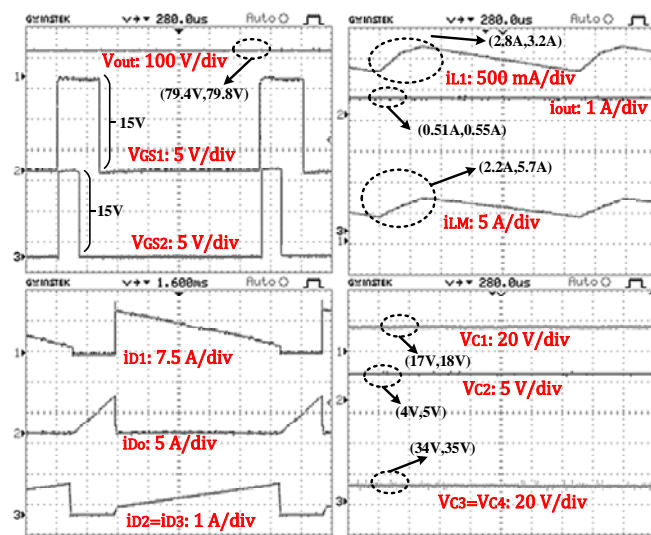 GWINSTEK 280.0us Auto
Vout: 100 V/div
(79.4V,79.8V)
1
15V
VGS1: 5 V/div
2
15V
VGS2: 5 V/div
3
GWINSTEK 280.0us Auto
(2.8A,3.2A)
iL1: 500 mA/div
iout: 1 A/div
2
(0.51A,0.55A)
(2.2A,5.7A)
iLM: 5 A/div
3
1
GWINSTEK 1.600ms Auto
1
iD1: 7.5 A/div
2
iDo: 5 A/div
iD2=iD3: 1 A/div
3
GWINSTEK 280.0us Auto
VC1: 20 V/div
1
(17V,18V)
VC2: 5 V/div
2
(4V,5V)
(34V,35V)
VC3=VC4: 20 V/div
3